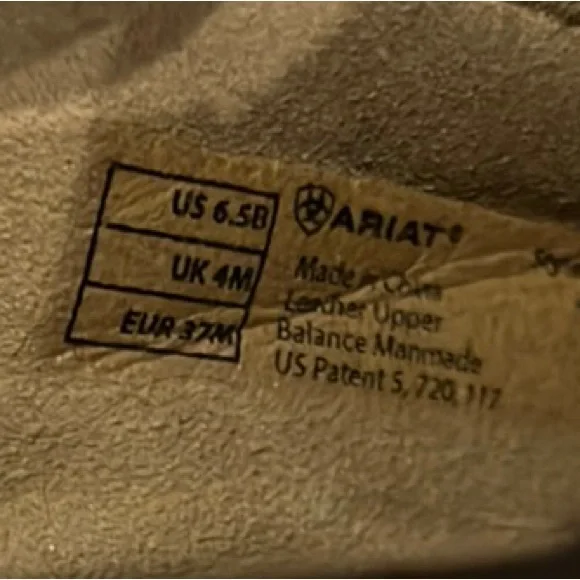 US 6.5B
UK 4M
EUR 37M
ARIAT®
Made in China
Leather Upper
Balance Manmade
US Patent 5, 720, 117